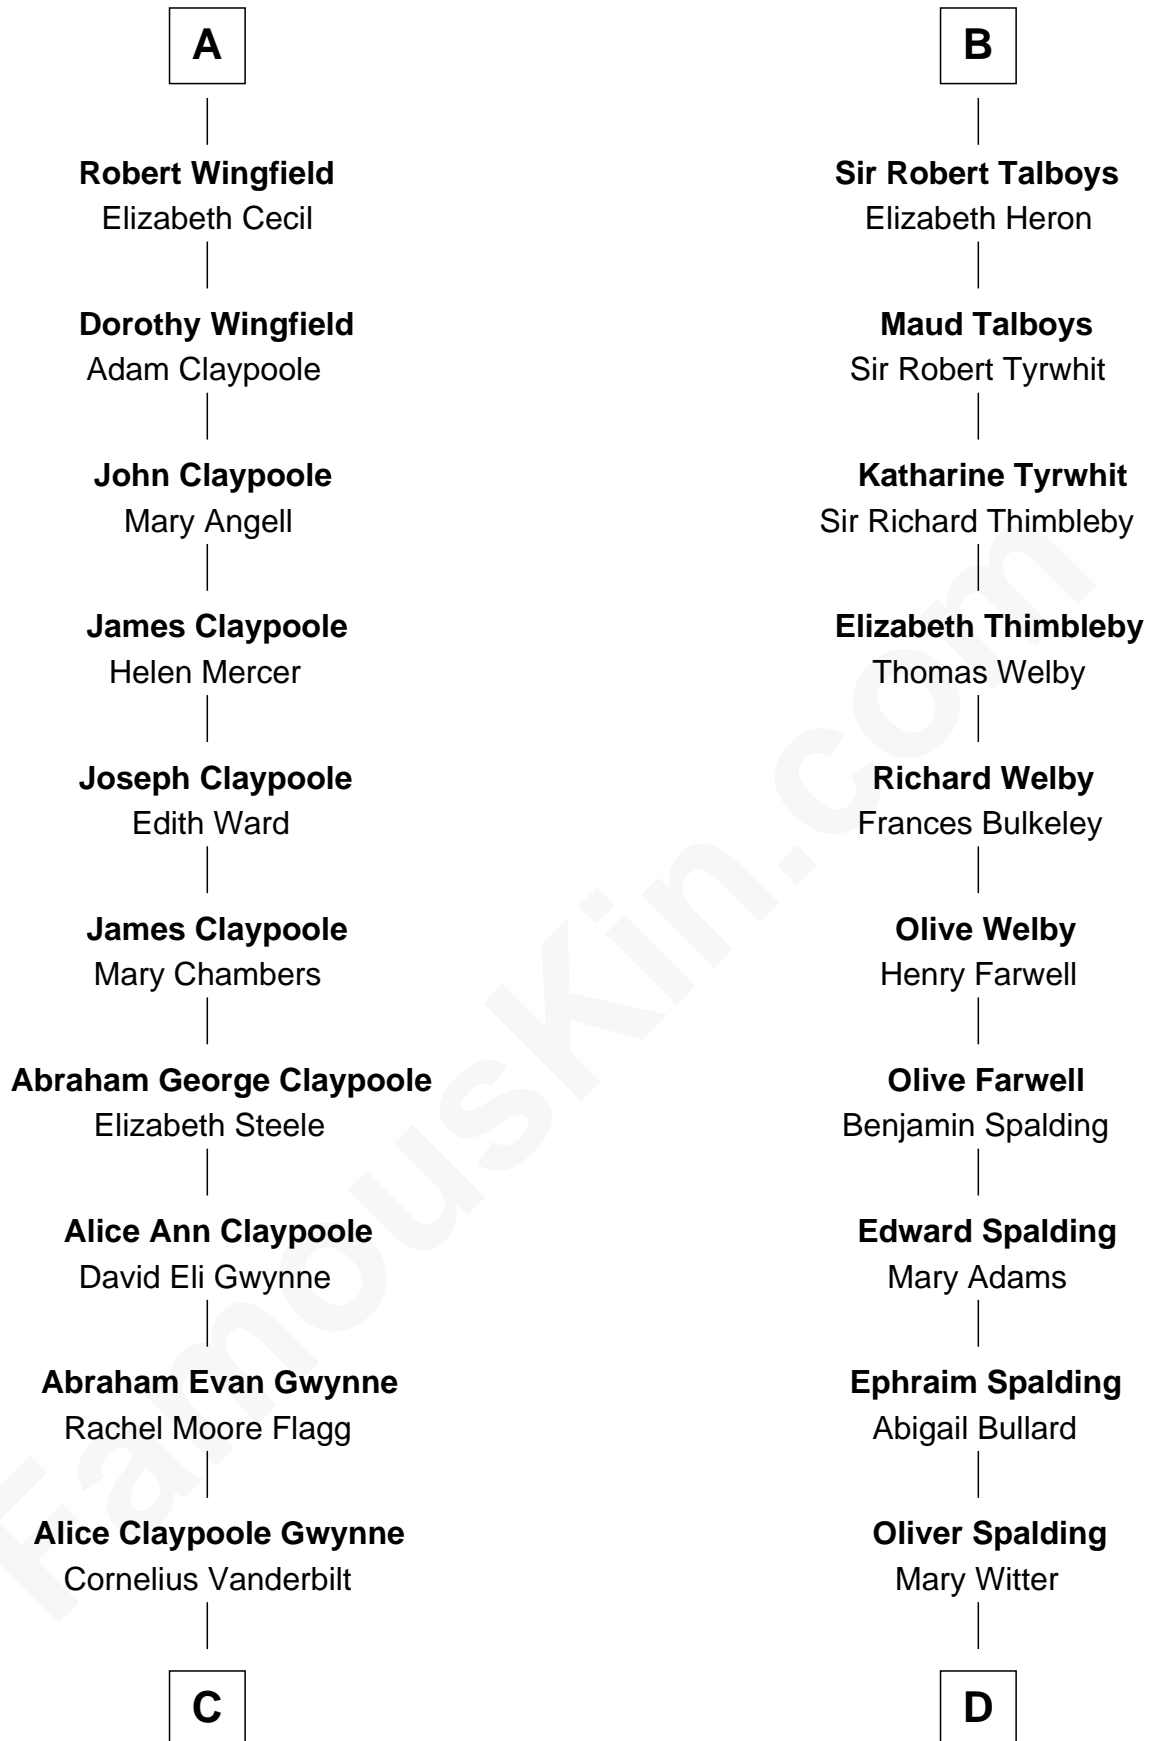 A
Robert Wingfield
Elizabeth Cecil
Dorothy Wingfield
Adam Claypoole
John Claypoole
Mary Angell
James Claypoole
Helen Mercer
Joseph Claypoole
Edith Ward
James Claypoole
Mary Chambers
Abraham George Claypoole
Elizabeth Steele
Alice Ann Claypoole
David Eli Gwynne
Abraham Evan Gwynne
Rachel Moore Flagg
Alice Claypoole Gwynne
Cornelius Vanderbilt
C
B
Sir Robert Talboys
Elizabeth Heron
Maud Talboys
Sir Robert Tyrwhit
Katharine Tyrwhit
Sir Richard Thimbleby
Elizabeth Thimbleby
Thomas Welby
Richard Welby
Frances Bulkeley
Olive Welby
Henry Farwell
Olive Farwell
Benjamin Spalding
Edward Spalding
Mary Adams
Ephraim Spalding
Abigail Bullard
Oliver Spalding
Mary Witter
D
FamousKin.com